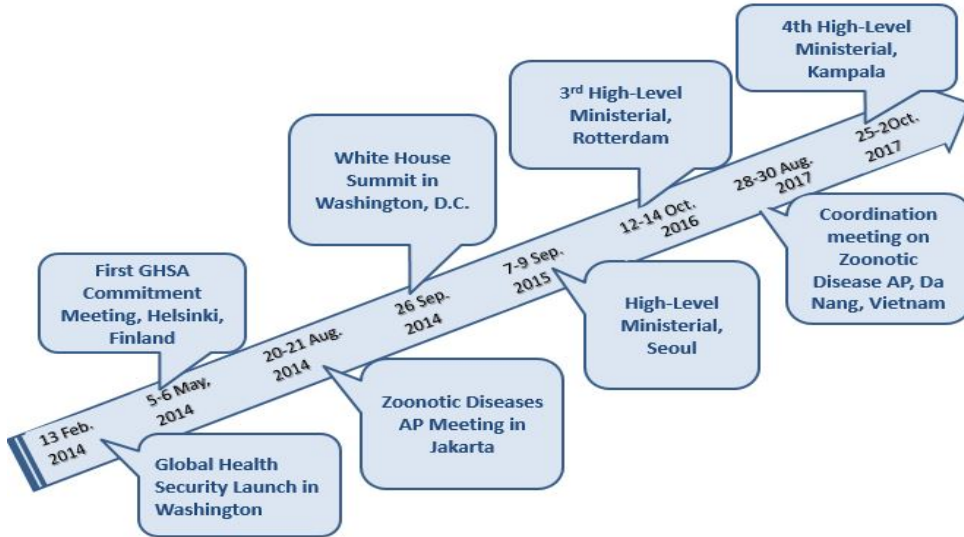 4th High-Level
Ministerial,
Kampala
3rd High-Level
Ministerial,
Rotterdam
White House
Summit in
Washington, D.C.
First GHSA
Commitment
Meeting, Helsinki,
Finland
13 Feb.
2014
5-6 May,
2014
20-21 Aug.
2014
26 Sep.
2014
7-9 Sep.
2015
12-14 Oct.
2016
28-30 Aug.
2017
25-2Oct.
2017
Global Health
Security Launch in
Washington
Zoonotic Diseases
AP Meeting in
Jakarta
High-Level
Ministerial,
Seoul
Coordination
meeting on
Zoonotic
Disease AP, Da
Nang, Vietnam